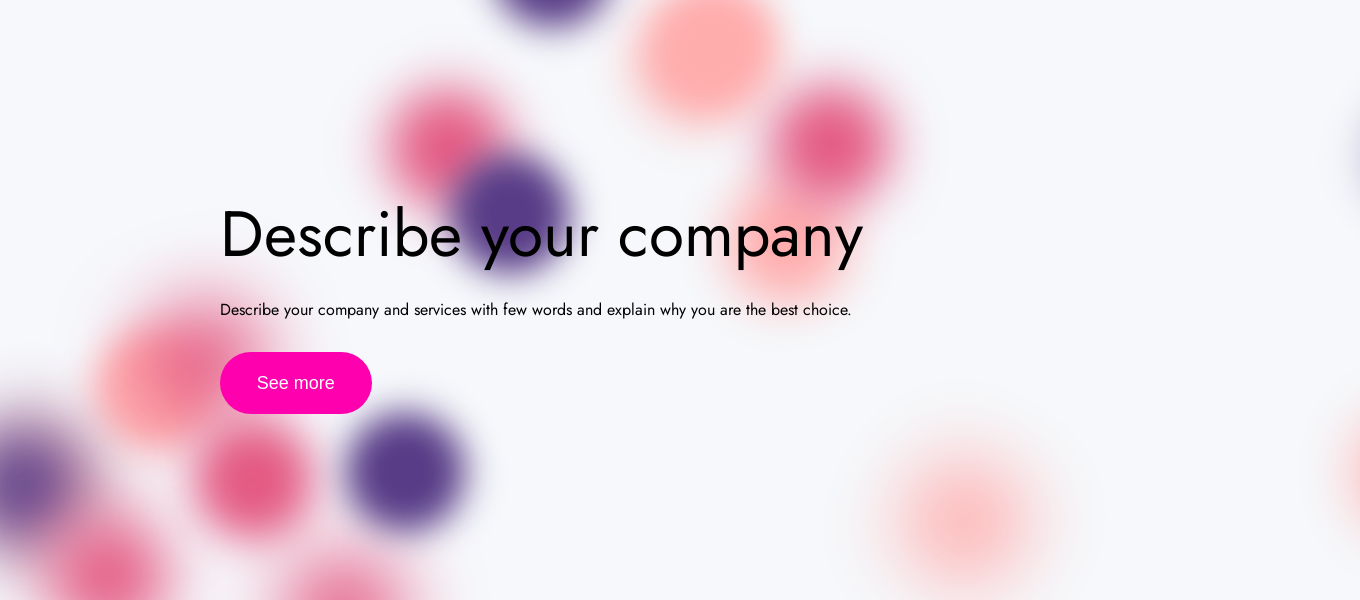 Describe your company
Describe your company and services with few words and explain why you are the best choice.
See more